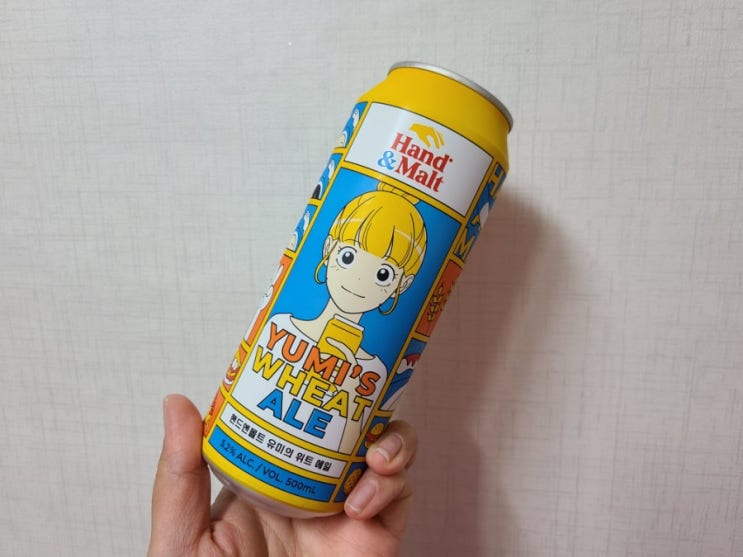 Hand
&Malt
YUMI'S
WHEAT
ALE
핸드앤몰트 유미의 위트 에일
5.2% ALC. / VOL. 500mL